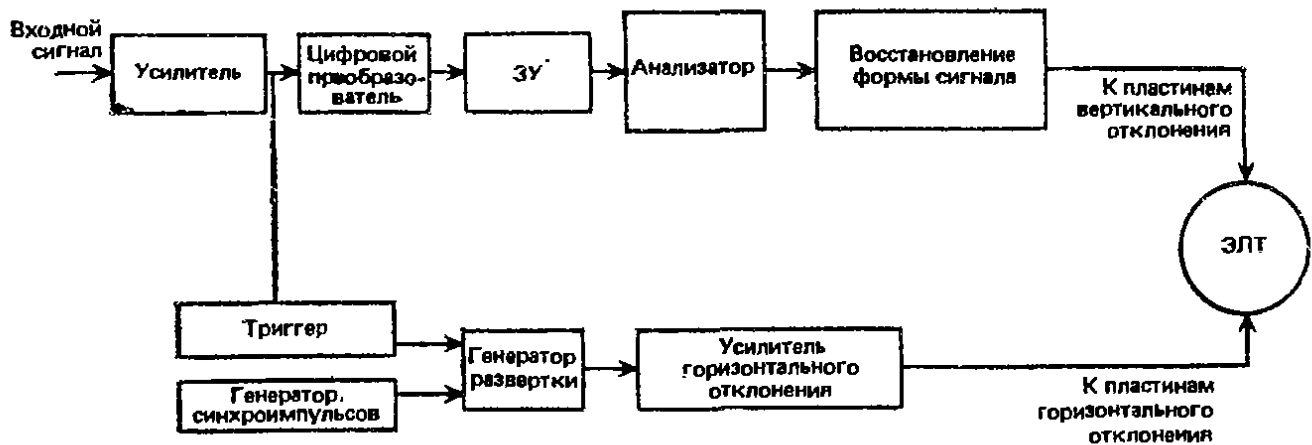 Входной
сигнал
Усилитель
Цифровой
преобразо-
ватель
ЗУ
Анализатор
Восстановление
формы сигнала
К пластинам
вертикального
отклонения
ЭЛТ
Триггер
Генератор
синхроимпульсов
Генератор
развертки
Усилитель
горизонтального
отклонения
К пластинам
горизонтального
отклонения